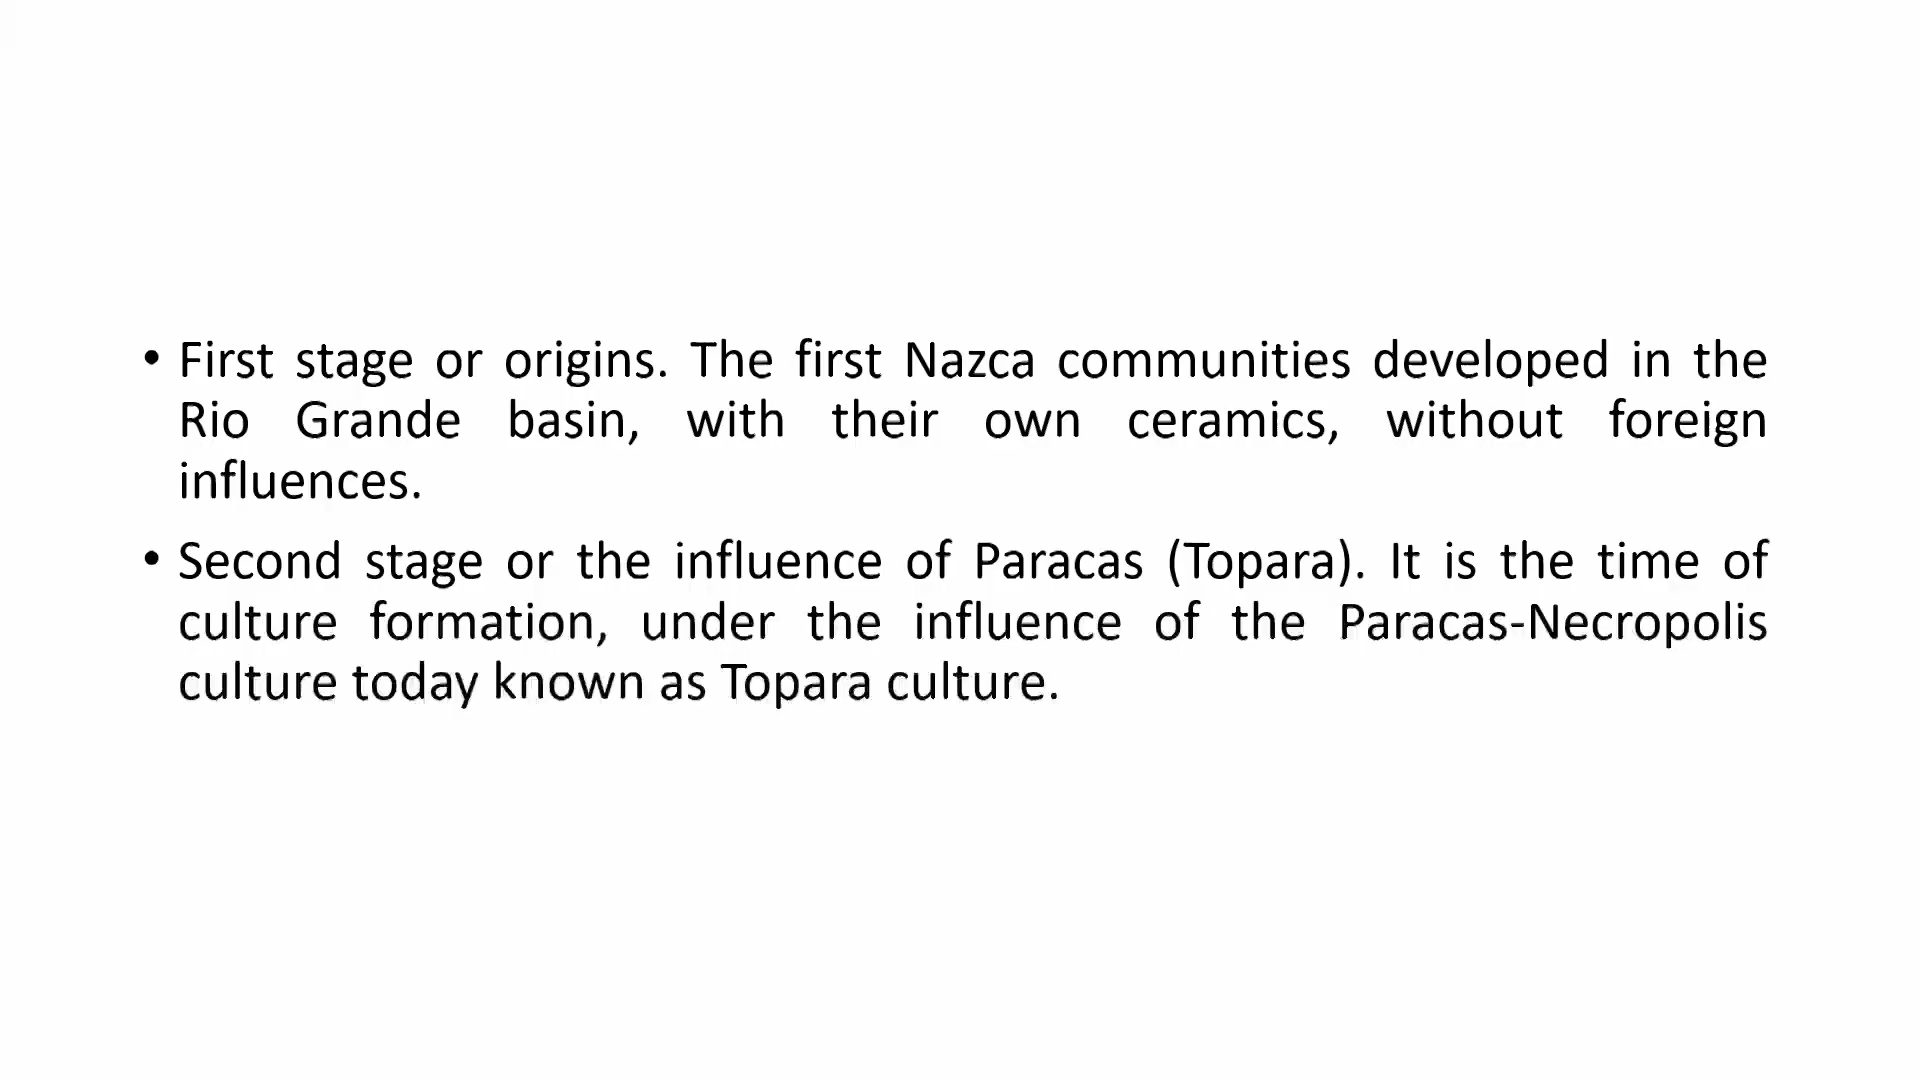 • First stage or origins. The first Nazca communities developed in the
Rio Grande basin, with their own ceramics, without foreign
influences.
• Second stage or the influence of Paracas (Topara). It is the time of
culture formation, under the influence of the Paracas-Necropolis
culture today known as Topara culture.